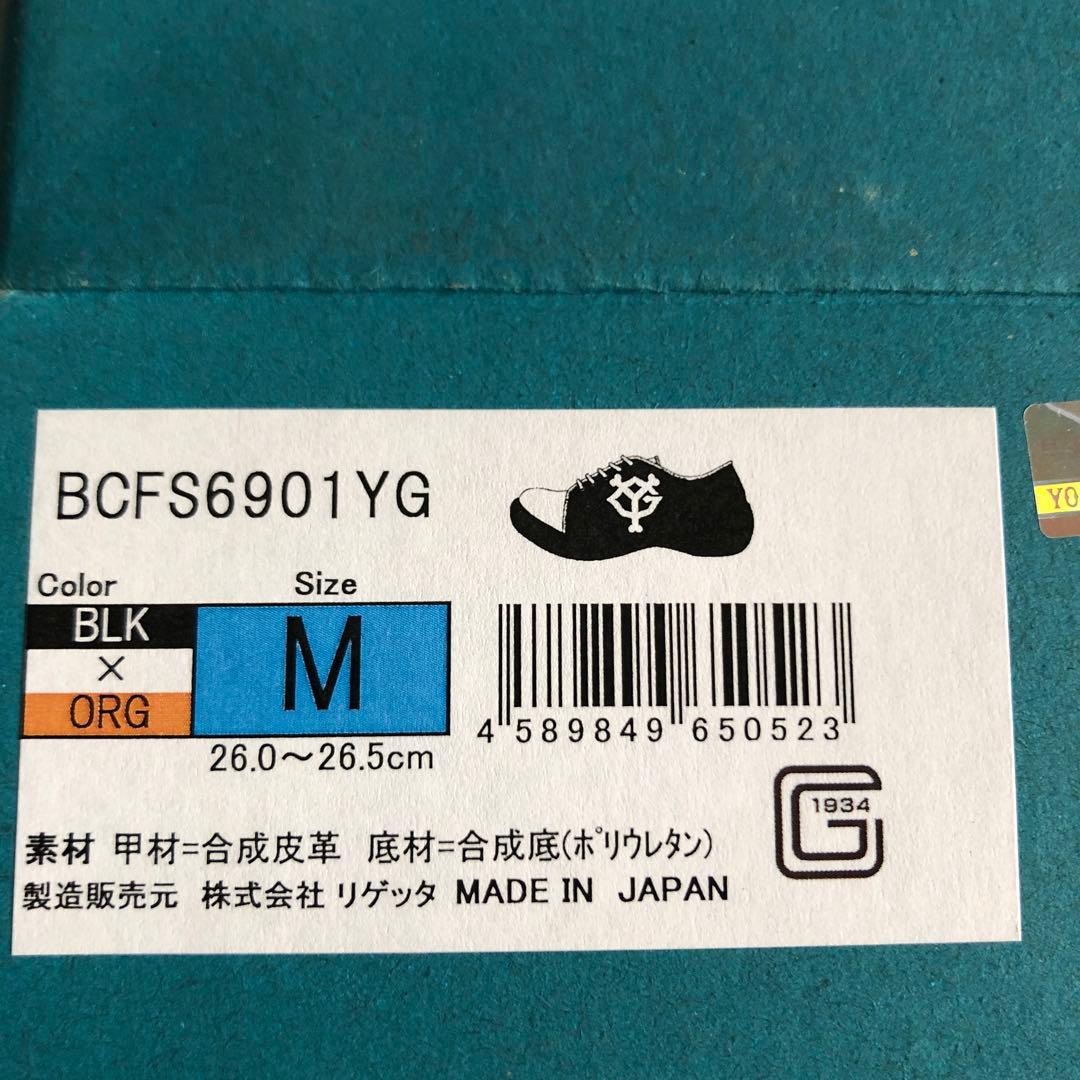 BCFS6901YG
YG
YO
Color
Size
BLK
×
ORG
M
26.0～26.5cm
4 589849 650523
1934
G
素材 甲材=合成皮革 底材=合成底(ﾎﾟﾘｳﾚﾀﾝ)
製造販売元 株式会社 リゲッタ MADE IN JAPAN